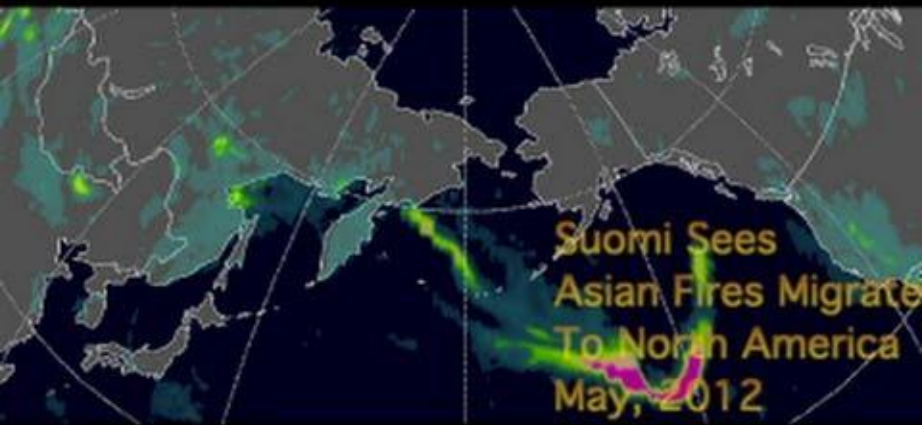 Suomi Sees
Asian Fires Migrate
To North America
May, 2012